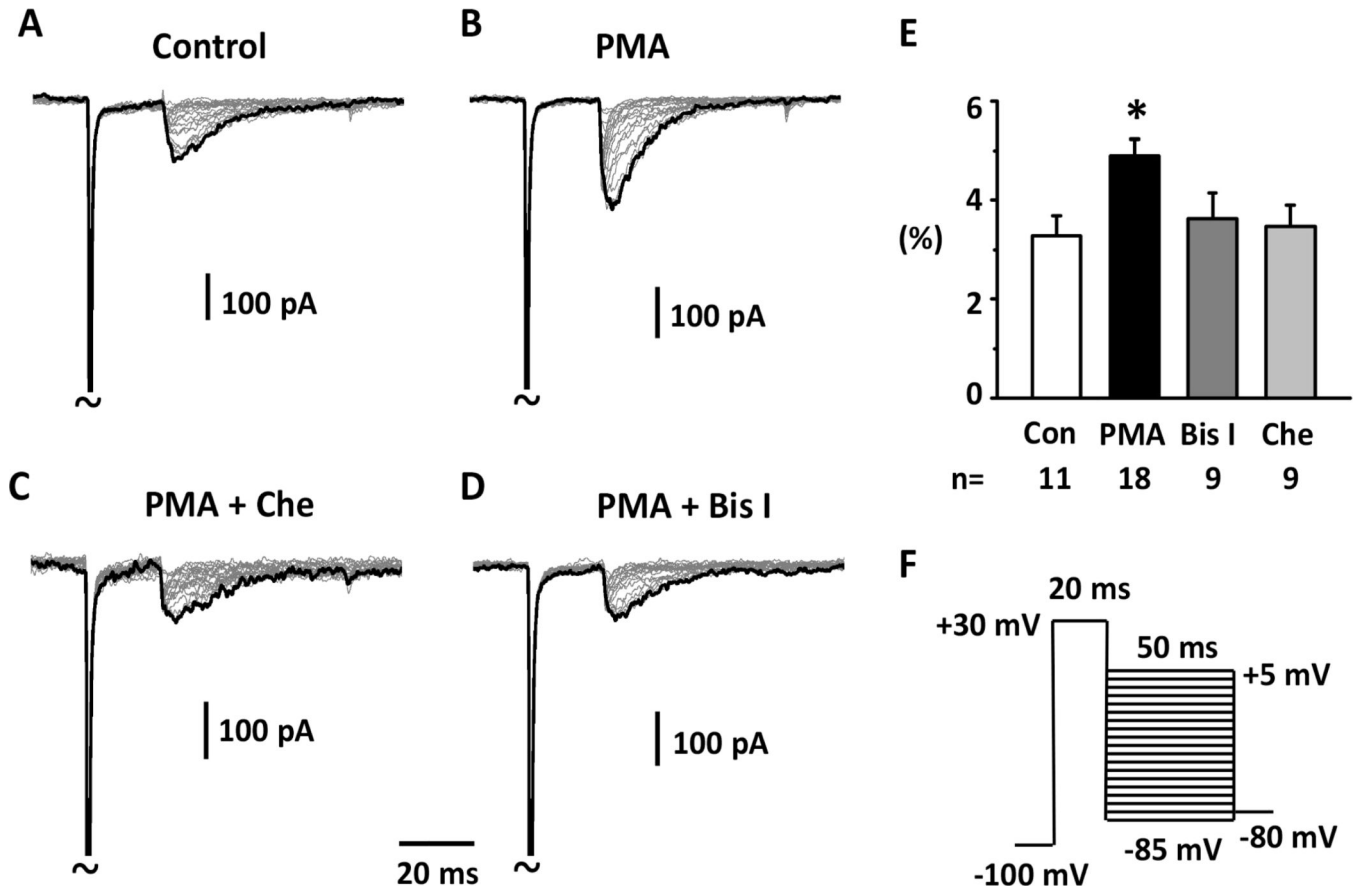 A
Control
100 pA
~
B
PMA
100 pA
~
C
PMA + Che
100 pA
~
20 ms
D
PMA + Bis I
100 pA
~
E
6
*
4
(%)
2
0
Con PMA Bis I Che
n= 11 18 9 9
F
20 ms
+30 mV
50 ms
+5 mV
-80 mV
-85 mV
-100 mV